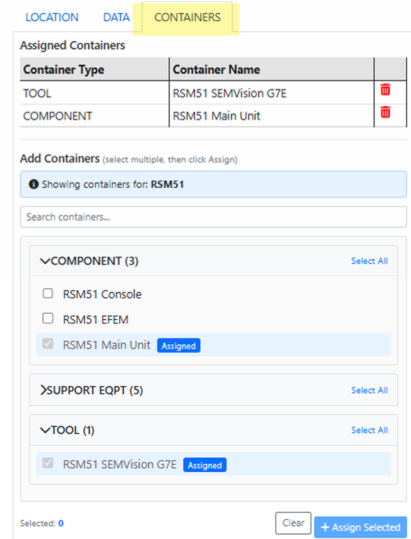 LOCATION DATA CONTAINERS
Assigned Containers
Container Type Container Name
TOOL RSM51 SEMVision G7E
COMPONENT RSM51 Main Unit
Add Containers (select multiple, then click Assign)
Showing containers for: RSM51
Search containers...
COMPONENT (3) Select All
RSM51 Console
RSM51 EFEM
RSM51 Main Unit Assigned
SUPPORT EQPT (5) Select All
TOOL (1) Select All
RSM51 SEMVision G7E Assigned
Selected: 0 Clear + Assign Selected